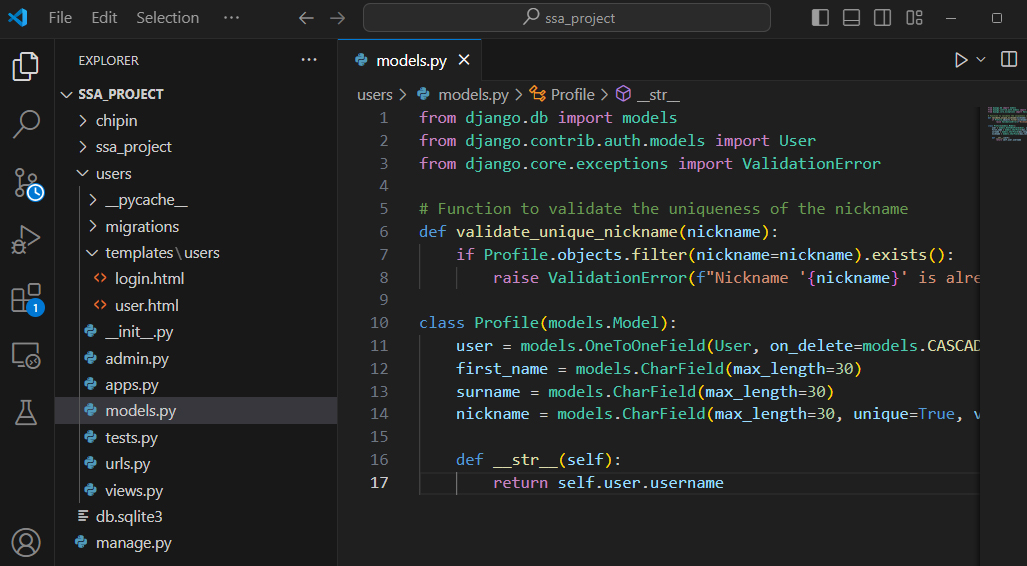 File Edit Selection ··· ssa_project
EXPLORER ···
SSA_PROJECT
chipin
ssa_project
users
__pycache__
migrations
templates\users
login.html
user.html
__init__.py
admin.py
apps.py
models.py
tests.py
urls.py
views.py
db.sqlite3
manage.py
1
models.py
users > models.py > Profile > __str__
1 from django.db import models
2 from django.contrib.auth.models import User
3 from django.core.exceptions import ValidationError
4
5 # Function to validate the uniqueness of the nickname
6 def validate_unique_nickname(nickname):
7 if Profile.objects.filter(nickname=nickname).exists():
8 raise ValidationError(f"Nickname '{nickname}' is alre
9
10 class Profile(models.Model):
11 user = models.OneToOneField(User, on_delete=models.CASCAD
12 first_name = models.CharField(max_length=30)
13 surname = models.CharField(max_length=30)
14 nickname = models.CharField(max_length=30, unique=True, v
15
16 def __str__(self):
17 return self.user.username